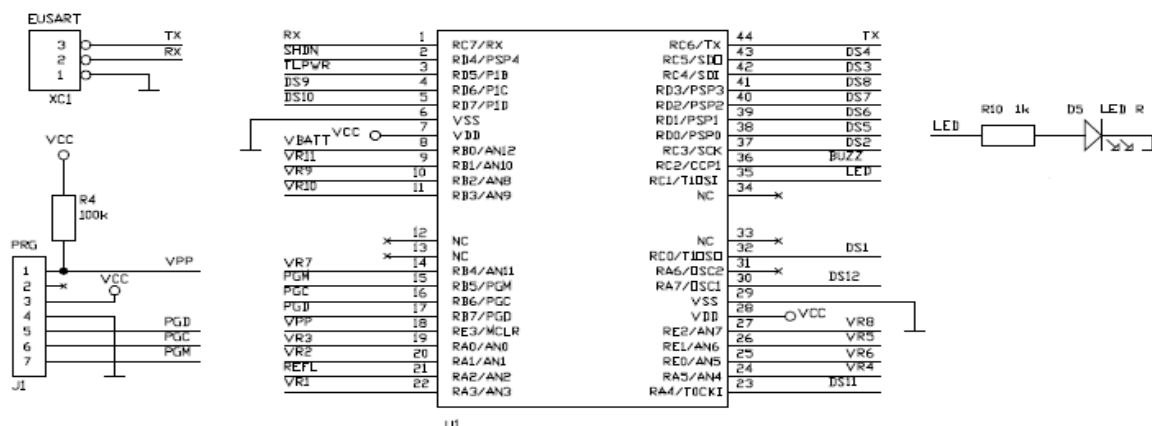 EUSART
3 TX
2 RX
1
XC1
VCC
R4
100k
PRG
1 VPP
2 VCC
3
4
5 PGD
6 PGC
7 PGM
J1
RX 1 RC7/RX
SHDN 2 RD4/PSP4
TLPWR 3 RD5/P1B
DS9 4 RD6/P1C
DS10 5 RD7/P1D
6 VSS
VCC 7 VDD
VBATT 8 RB0/AN12
VR11 9 RB1/AN10
VR9 10 RB2/AN8
VR10 11 RB3/AN9
12 NC
13 NC
VR7 14 RB4/AN11
PGM 15 RB5/PGM
PGC 16 RB6/PGC
PGD 17 RB7/PGD
VPP 18 RE3/MCLR
VR3 19 RA0/AN0
VR2 20 RA1/AN1
REFL 21 RA2/AN2
VR1 22 RA3/AN3
RC6/TX 44 TX
RC5/SDO 43 DS4
RC4/SDI 42 DS3
RD3/PSP3 41 DS8
RD2/PSP2 40 DS7
RD1/PSP1 39 DS6
RD0/PSP0 38 DS5
RC3/SCK 37 DS2
RC2/CCP1 36 BUZZ
RC1/T1OSI 35 LED
NC 34
NC 33
RC0/T1OSO 32 DS1
RA6/OSC2 31
RA7/OSC1 30 DS12
VSS 29
VDD 28 VCC
RE2/AN7 27 VR8
RE1/AN6 26 VR5
RE0/AN5 25 VR6
RA5/AN4 24 VR4
RA4/TOCKI 23 DS11
U1
LED R10 1k D5 LED R